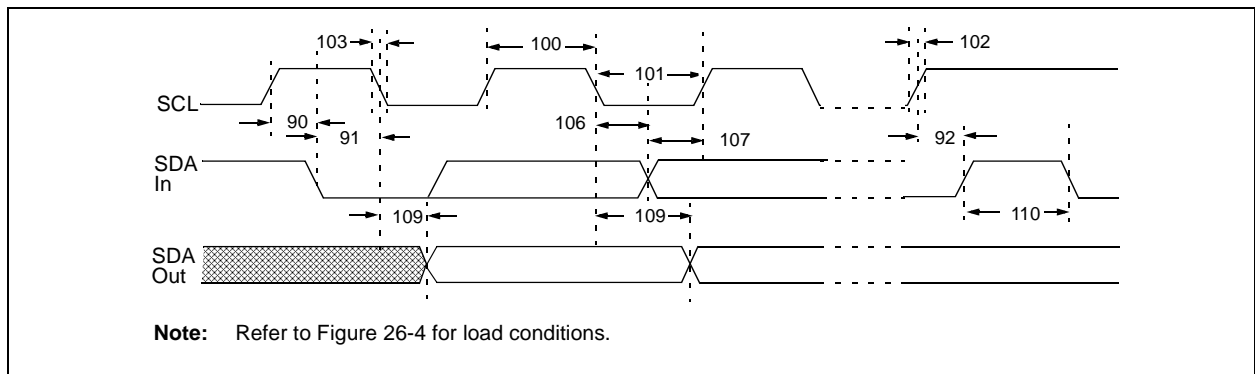 103
100
101
102
SCL
90
91
106
107
92
SDA
In
109
109
110
SDA
Out
Note: Refer to Figure 26-4 for load conditions.